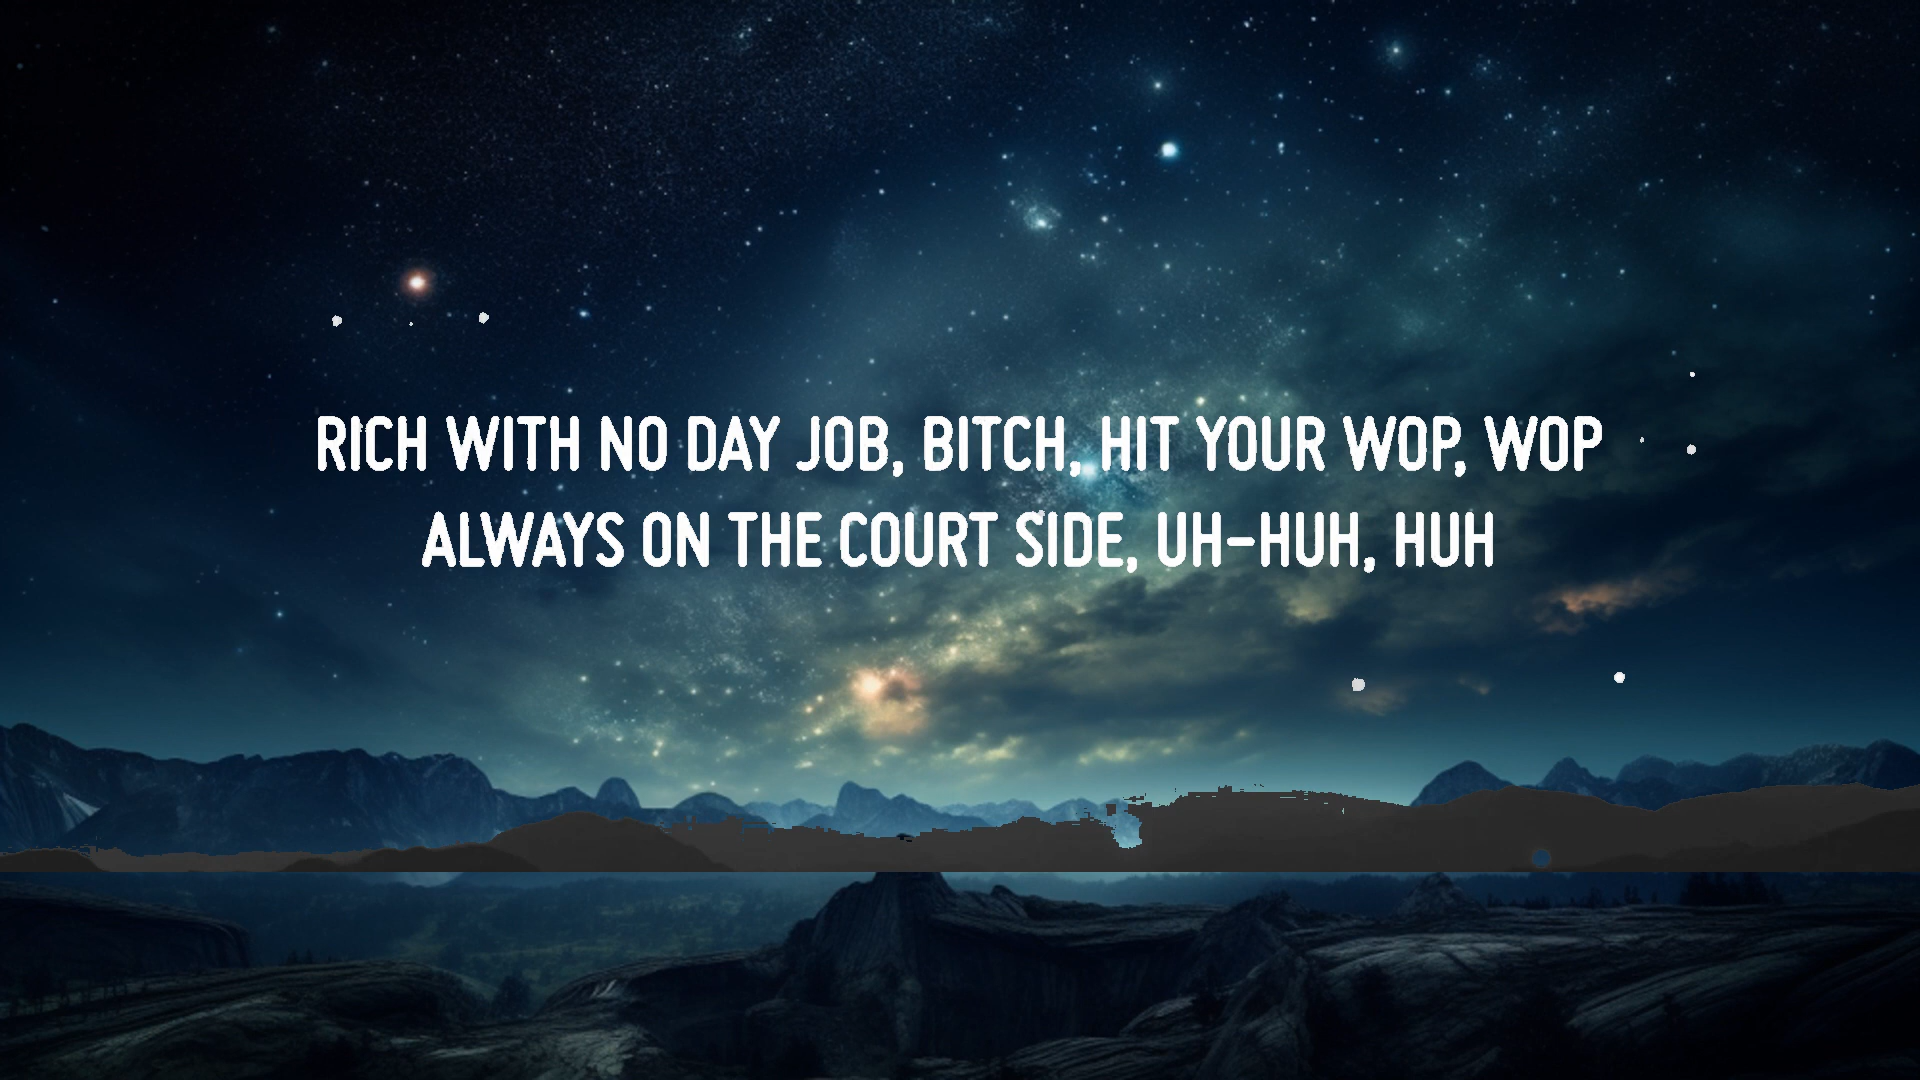 RICH WITH NO DAY JOB, BITCH, HIT YOUR WOP, WOP
ALWAYS ON THE COURT SIDE, UH-HUH, HUH